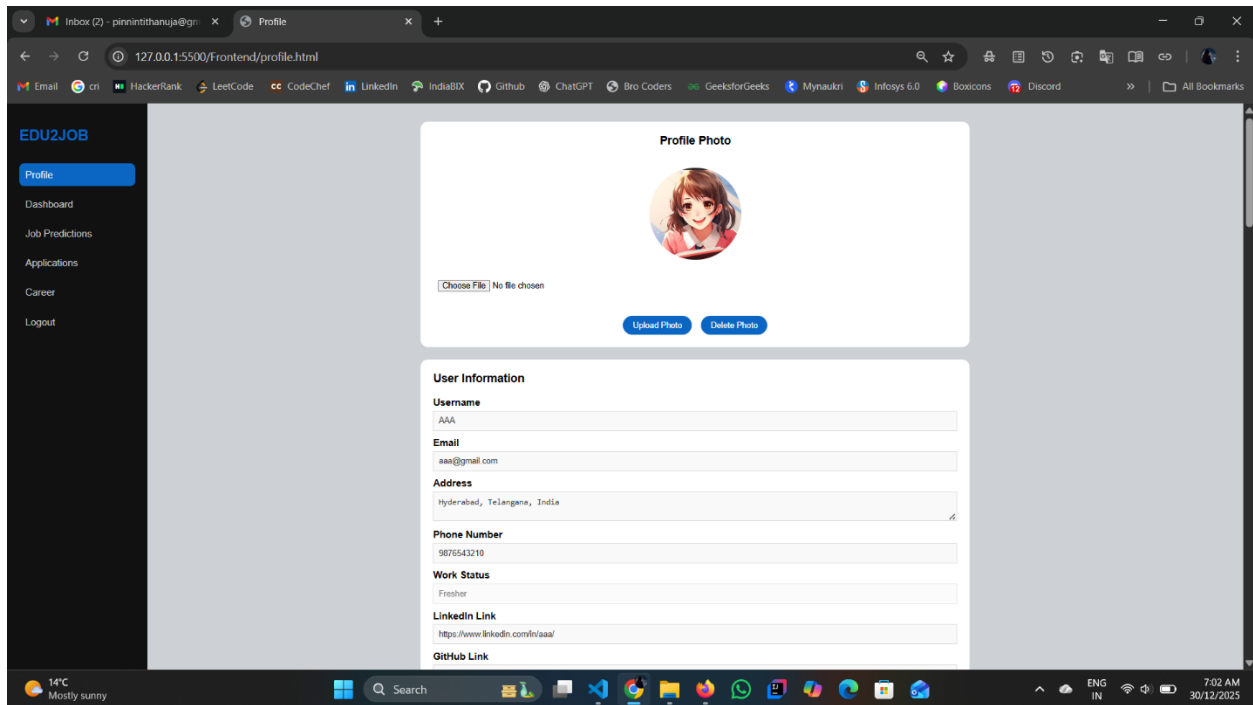 Inbox (2) - pinnintithanuja@gm
Profile
127.0.0.1:5500/Frontend/profile.html
Email cri HackerRank LeetCode CodeChef LinkedIn IndiaBIX Github ChatGPT Bro Coders GeeksforGeeks Mynaukri Infosys 6.0 Boxicons Discord » All Bookmarks
EDU2JOB
Profile
Dashboard
Job Predictions
Applications
Career
Logout
Profile Photo
Choose File No file chosen
Upload Photo Delete Photo
User Information
Username
AAA
Email
aaa@gmail.com
Address
Hyderabad, Telangana, India
Phone Number
9876543210
Work Status
Fresher
LinkedIn Link
https://www.linkedin.com/in/aaa/
GitHub Link
14°C
Mostly sunny
Search
ENG
IN
7:02 AM
30/12/2025